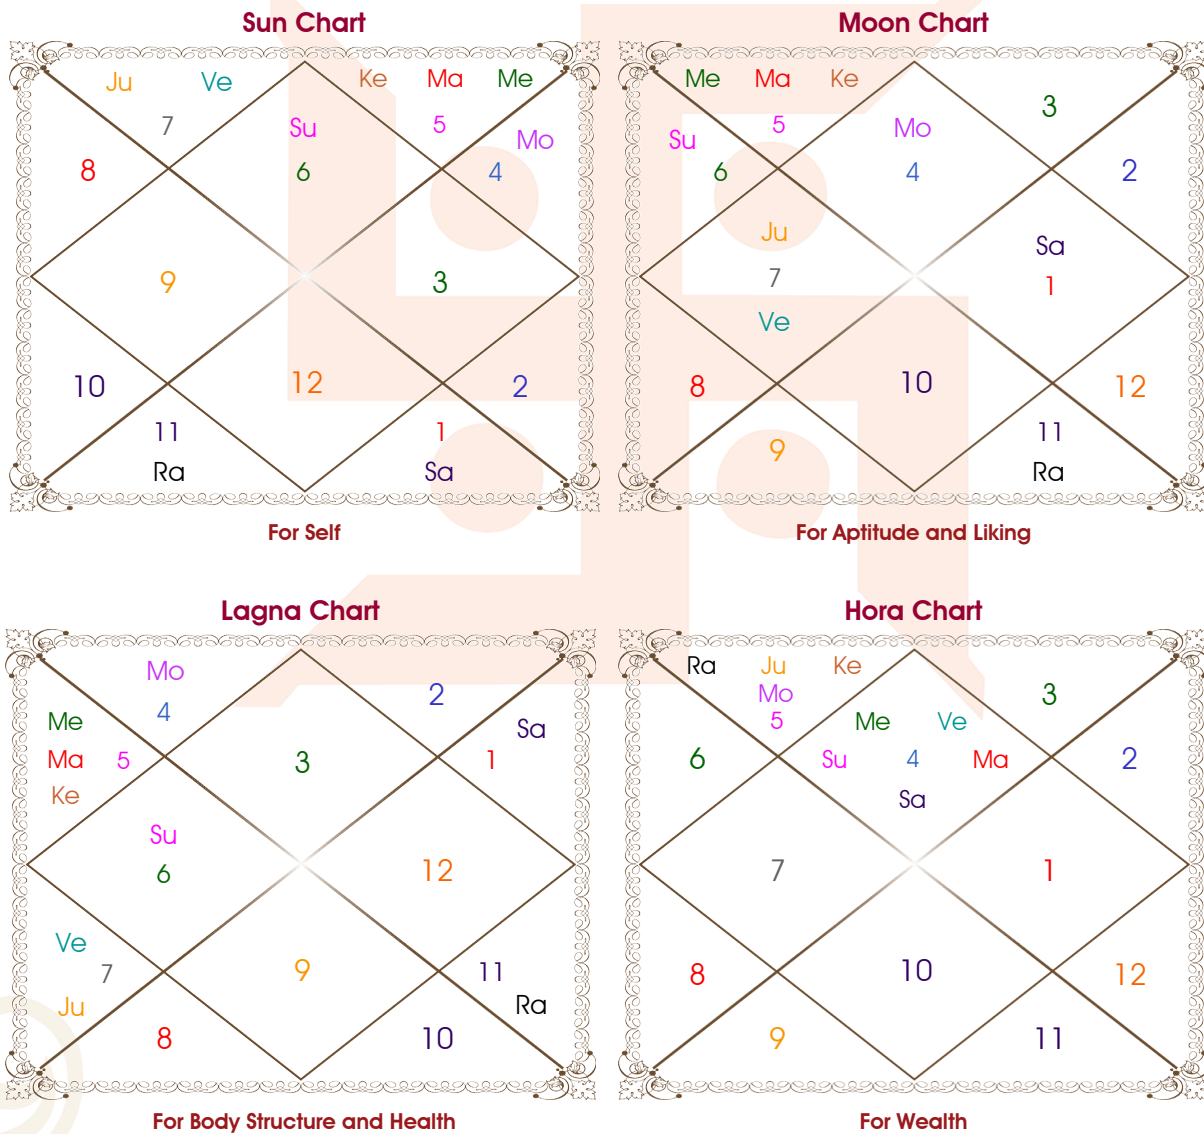 Sun Chart
Ju Ve Ke Ma Me
7 Su 5 Mo
8 6 4
9 3
10 12 2
11 1
Ra Sa
For Self
Moon Chart
Me Ma Ke 3
Su 5 Mo
6 4 2
Ju Sa
7 1
Ve
8 10 12
9 11
Ra
For Aptitude and Liking
Lagna Chart
Mo 2
Me 4 Sa
Ma 5 3 1
Ke
Su
6 12
Ve
7 9 11
Ju Ra
8 10
For Body Structure and Health
Hora Chart
Ra Ju Ke
Mo 3
5 Me Ve
6 Su 4 Ma 2
Sa
7 1
8 10 12
9 11
For Wealth